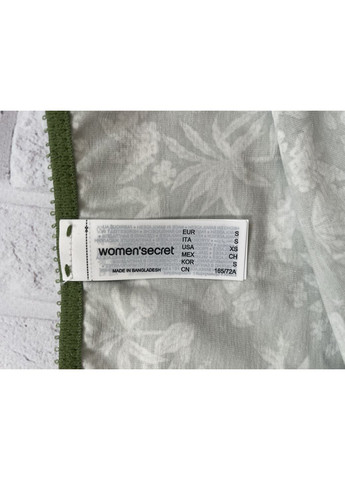 women'secret
MADE IN BANGLADESH
EUR S
ITA S
USA XS
MEX CH
KOR S
CN 165/72A